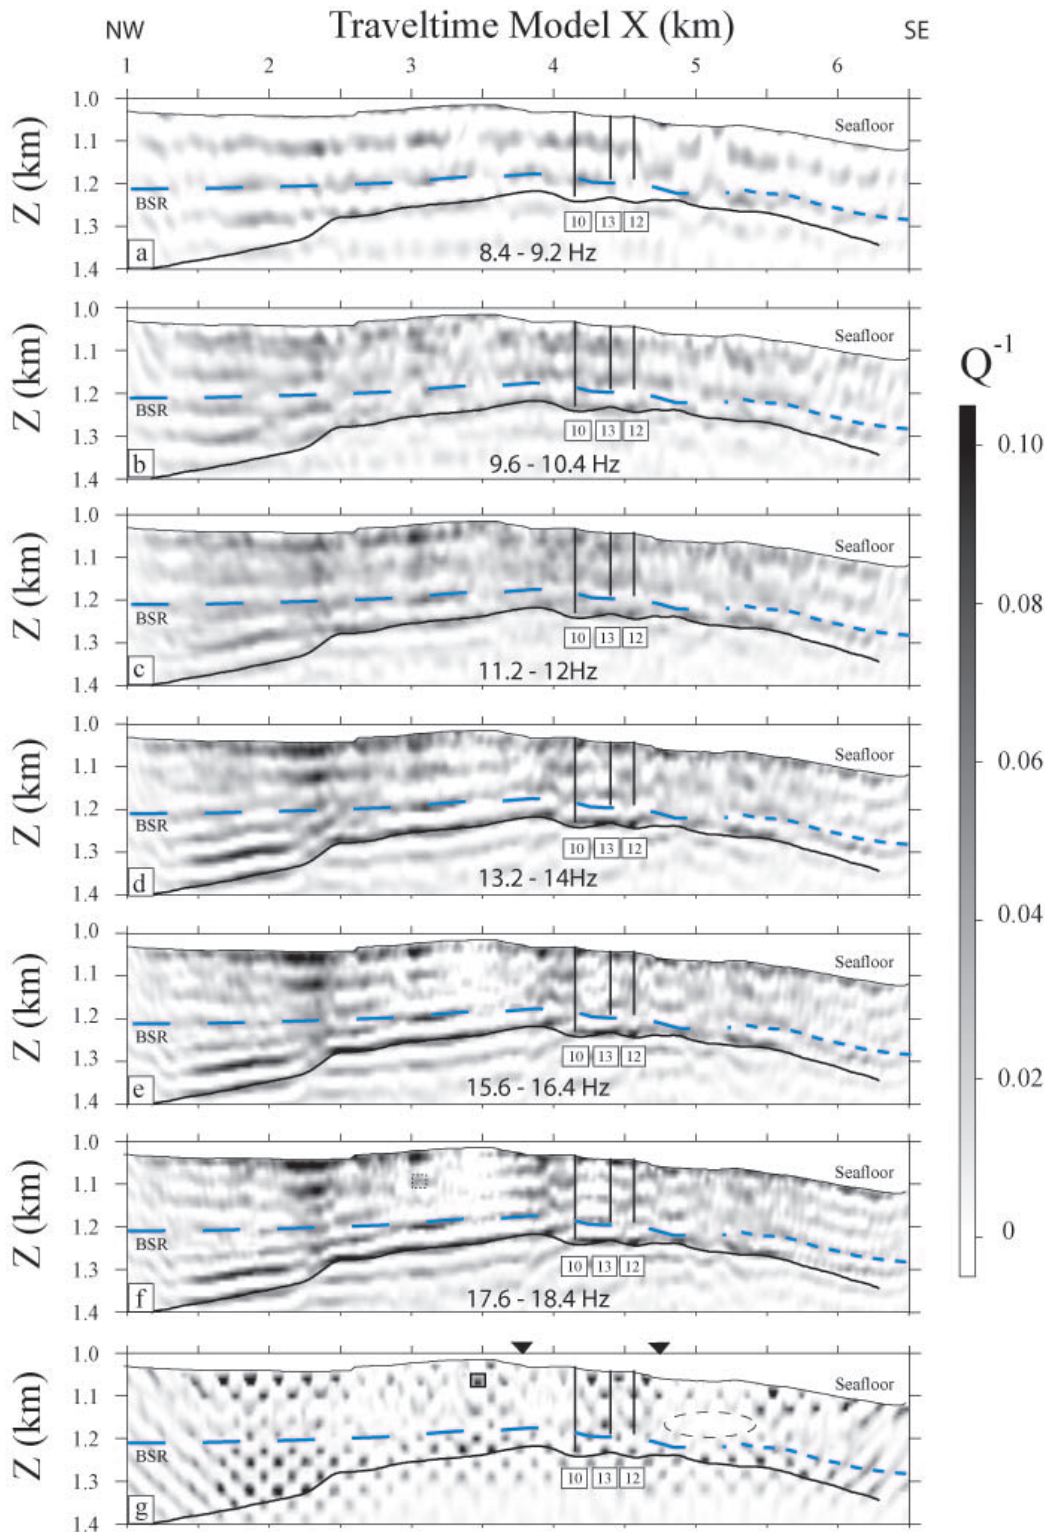 Traveltime Model X (km)
NW SE
1 2 3 4 5 6
1.0
1.1
1.2
1.3
1.4
Z (km)
Seafloor
BSR
10 13 12
a
8.4 - 9.2 Hz
1.0
1.1
1.2
1.3
1.4
Z (km)
Seafloor
BSR
10 13 12
b
9.6 - 10.4 Hz
1.0
1.1
1.2
1.3
1.4
Z (km)
Seafloor
BSR
10 13 12
c
11.2 - 12Hz
1.0
1.1
1.2
1.3
1.4
Z (km)
Seafloor
BSR
10 13 12
d
13.2 - 14Hz
1.0
1.1
1.2
1.3
1.4
Z (km)
Seafloor
BSR
10 13 12
e
15.6 - 16.4 Hz
1.0
1.1
1.2
1.3
1.4
Z (km)
Seafloor
BSR
10 13 12
f
17.6 - 18.4 Hz
1.0
1.1
1.2
1.3
1.4
Z (km)
Seafloor
BSR
10 13 12
g
Q⁻¹
0.10
0.08
0.06
0.04
0.02
0